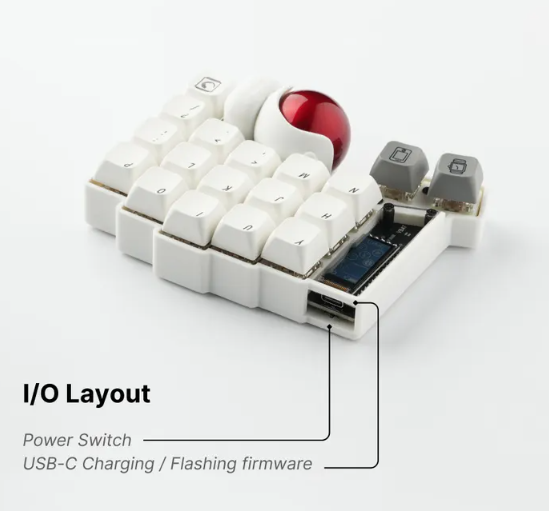 P
O
I
U
Y
L
K
J
H
M
N
I/O Layout
Power Switch
USB-C Charging / Flashing firmware